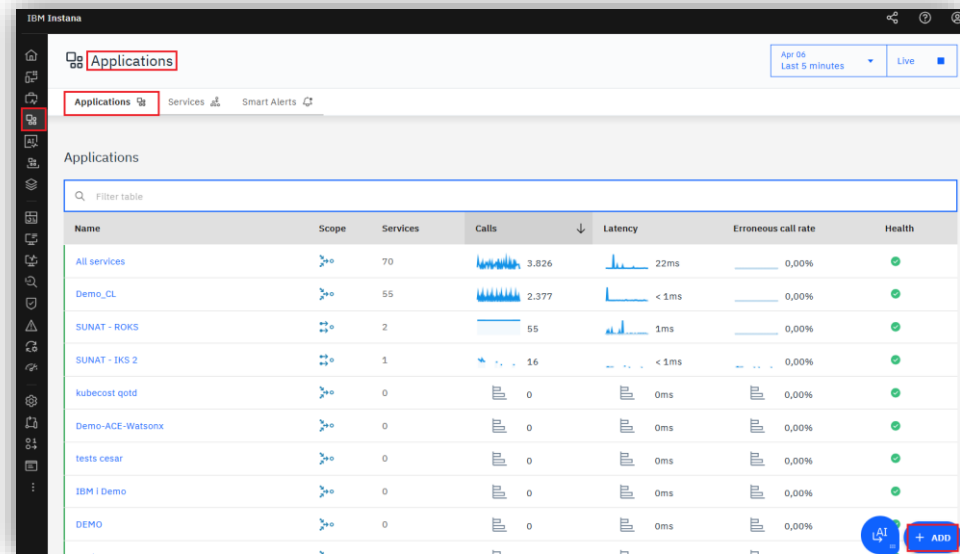 IBM Instana
Applications
Apr 06
Last 5 minutes
Live
Applications Services Smart Alerts
Applications
Filter table
Name Scope Services Calls Latency Erroneous call rate Health
All services 70 3.826 22ms 0,00%
Demo_CL 55 2.377 < 1ms 0,00%
SUNAT - ROKS 2 55 1ms 0,00%
SUNAT - IKS 2 1 16 < 1ms 0,00%
kubecost qotd 0 0 0ms 0,00%
Demo-ACE-Watsonx 0 0 0ms 0,00%
tests cesar 0 0 0ms 0,00%
IBM i Demo 0 0 0ms 0,00%
DEMO 0 0 0ms 0,00%
AI
+ ADD